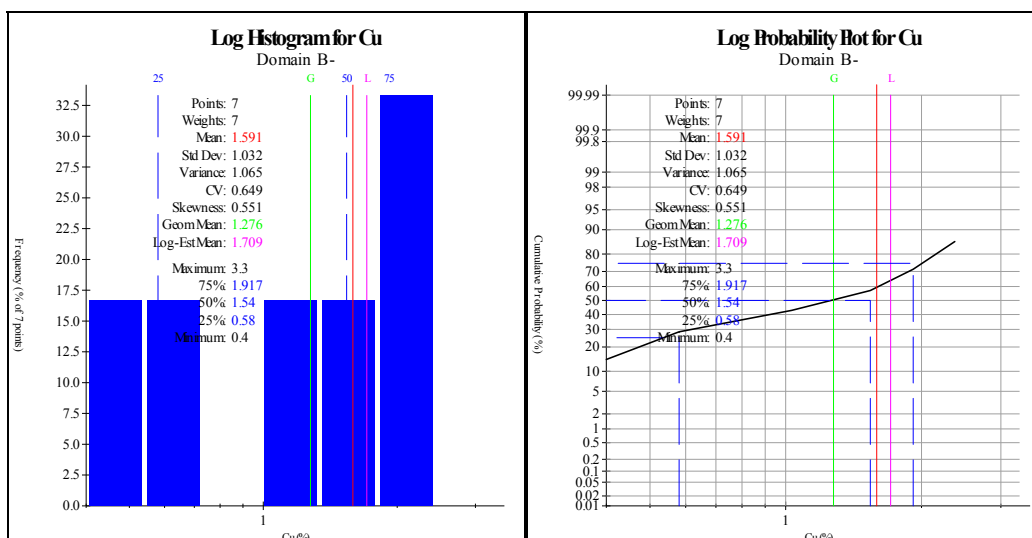 Log Histogram for Cu
Domain B-
25 G 50 L 75
32.5
30.0
27.5
25.0
22.5
20.0
17.5
15.0
12.5
10.0
7.5
5.0
2.5
0.0
Frequency (% of 7 points)
Points: 7
Weights: 7
Mean: 1.591
Std Dev: 1.032
Variance: 1.065
CV: 0.649
Skewness: 0.551
Geom Mean: 1.276
Log-Est Mean: 1.709
Maximum: 3.3
75%: 1.917
50%: 1.54
25%: 0.58
Minimum: 0.4
1
Cu (%)
Log Probability Plot for Cu
Domain B-
G L
99.99
99.9
99.8
99
98
95
90
80
70
60
50
40
30
20
10
5
2
1
0.5
0.2
0.1
0.05
0.02
0.01
Cumulative Probability (%)
Points: 7
Weights: 7
Mean: 1.591
Std Dev: 1.032
Variance: 1.065
CV: 0.649
Skewness: 0.551
Geom Mean: 1.276
Log-Est Mean: 1.709
Maximum: 3.3
75%: 1.917
50%: 1.54
25%: 0.58
Minimum: 0.4
1
Cu (%)